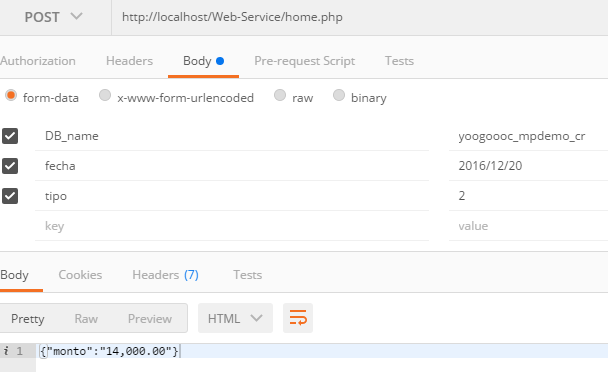 POST http://localhost/Web-Service/home.php
Authorization Headers Body Pre-request Script Tests
form-data x-www-form-urlencoded raw binary
DB_name yoogoooc_mpdemo_cr
fecha 2016/12/20
tipo 2
key value
Body Cookies Headers (7) Tests
Pretty Raw Preview HTML
i 1 {"monto":"14,000.00"}